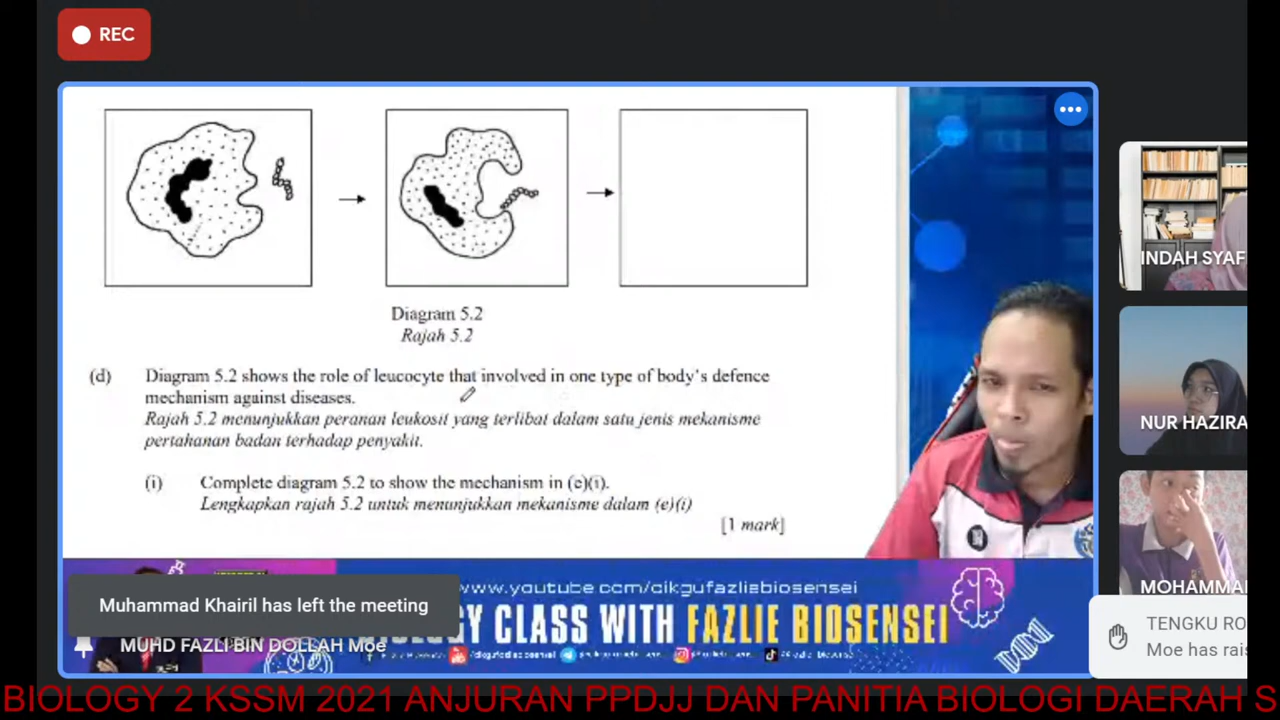 REC
Diagram 5.2
Rajah 5.2
(d) Diagram 5.2 shows the role of leucocyte that involved in one type of body's defence
mechanism against diseases.
Rajah 5.2 menunjukkan peranan leukosit yang terlibat dalam satu jenis mekanisme
pertahanan badan terhadap penyakit.
(i) Complete diagram 5.2 to show the mechanism in (e)(i).
Lengkapkan rajah 5.2 untuk menunjukkan mekanisme dalam (e)(i)
[1 mark]
INDAH SYAF
NUR HAZIRA
MOHAMMA
TENGKU RO
Moe has rais
www.youtube.com/cikgufazliebiosensei
GY CLASS WITH FAZLIE BIOSENSEI
Muhammad Khairil has left the meeting
MUHD FAZLI BIN DOLLAH Moe
BIOLOGY 2 KSSM 2021 ANJURAN PPDJJ DAN PANITIA BIOLOGI DAERAH S